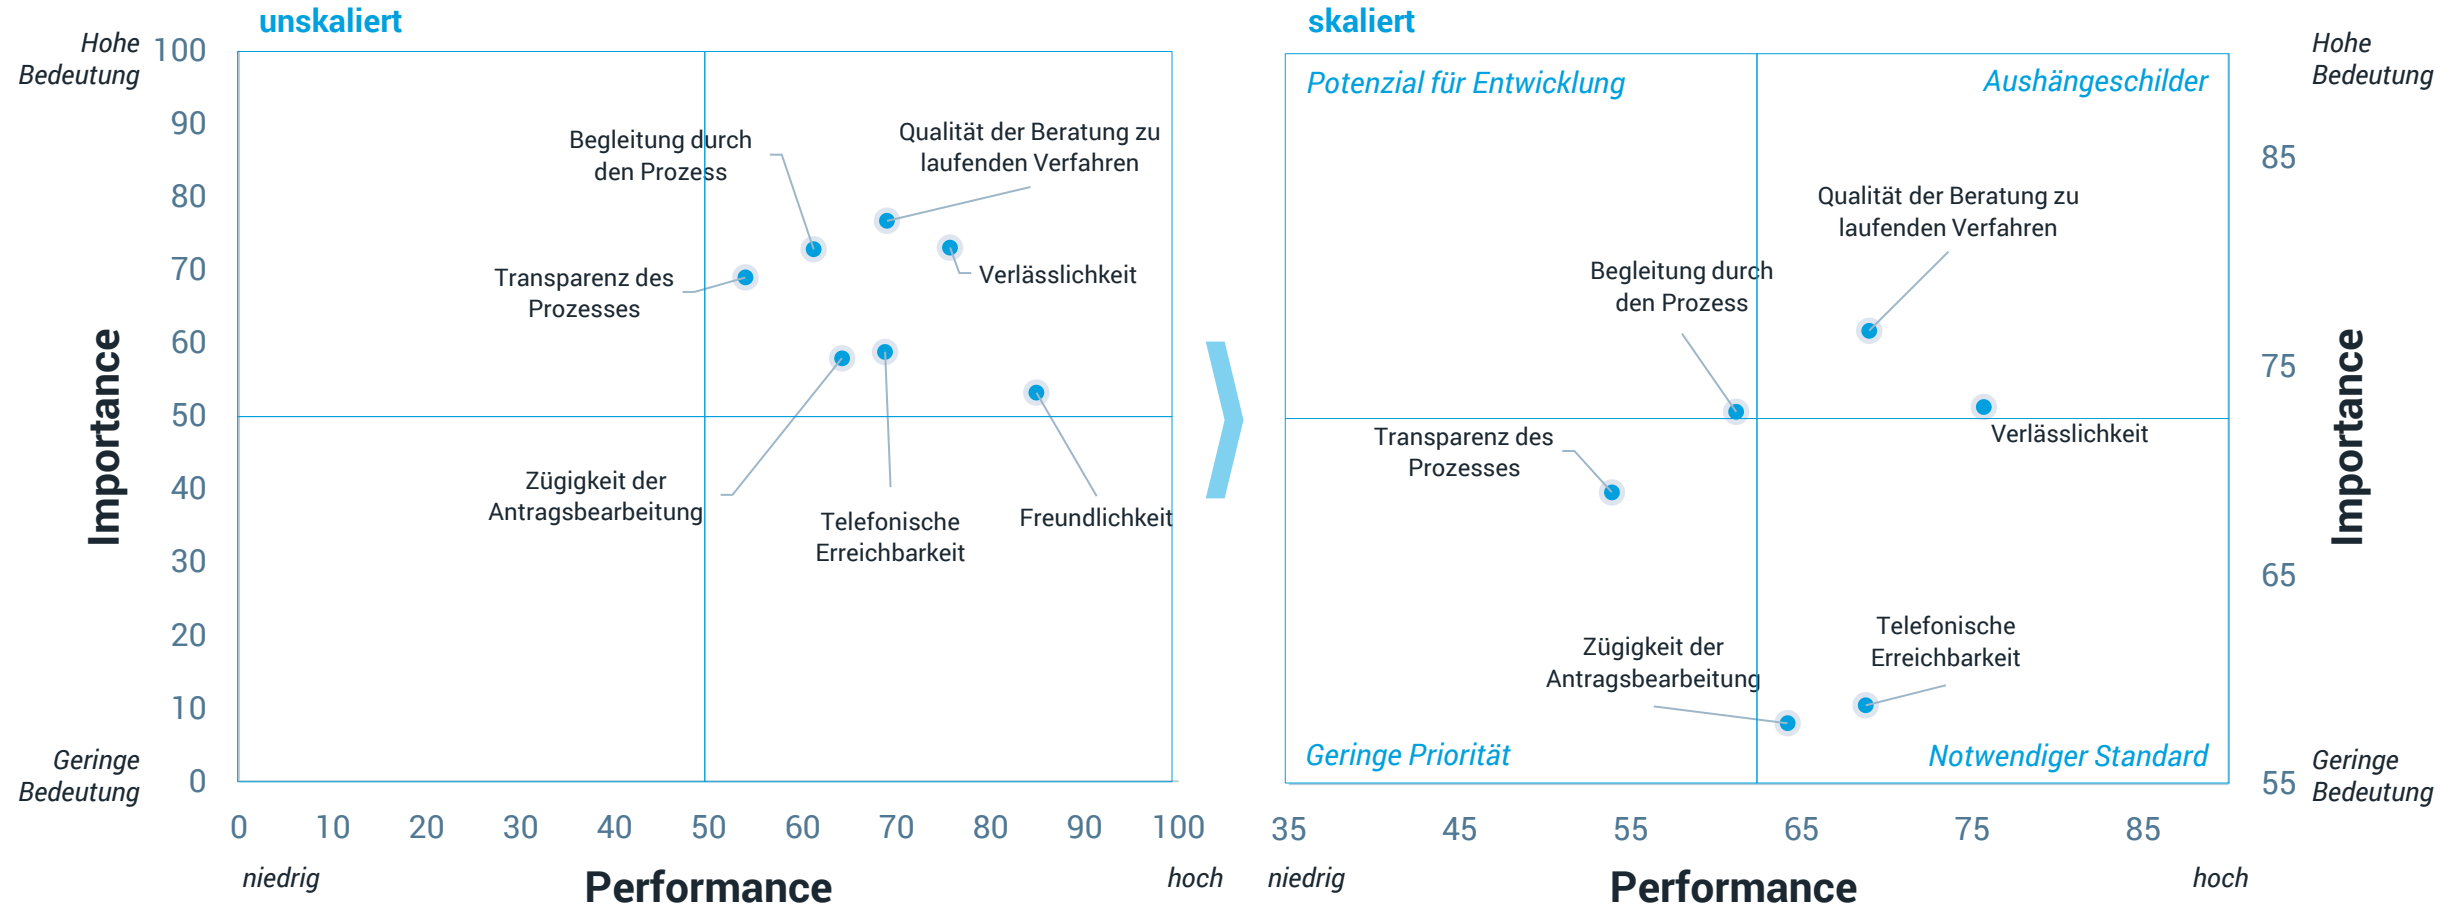 unskaliert
Hohe
Bedeutung
100
90
80
70
60
50
40
30
20
10
0
Importance
Geringe
Bedeutung
Begleitung durch
den Prozess
Qualität der Beratung zu
laufenden Verfahren
Transparenz des
Prozesses
Verlässlichkeit
Zügigkeit der
Antragsbearbeitung
Telefonische
Erreichbarkeit
Freundlichkeit
0 10 20 30 40 50 60 70 80 90 100
niedrig
Performance
hoch
skaliert
Potenzial für Entwicklung
Aushängeschilder
Qualität der Beratung zu
laufenden Verfahren
Begleitung durch
den Prozess
Verlässlichkeit
Transparenz des
Prozesses
Telefonische
Erreichbarkeit
Zügigkeit der
Antragsbearbeitung
Geringe Priorität
Notwendiger Standard
Hohe
Bedeutung
85
75
65
55
Importance
Geringe
Bedeutung
35 45 55 65 75 85
niedrig
Performance
hoch